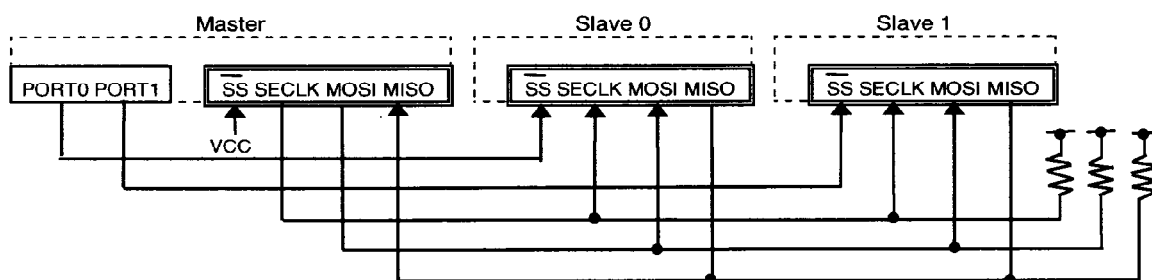 Master Slave 0 Slave 1
PORT0 PORT1 SS SECLK MOSI MISO SS SECLK MOSI MISO SS SECLK MOSI MISO
VCC